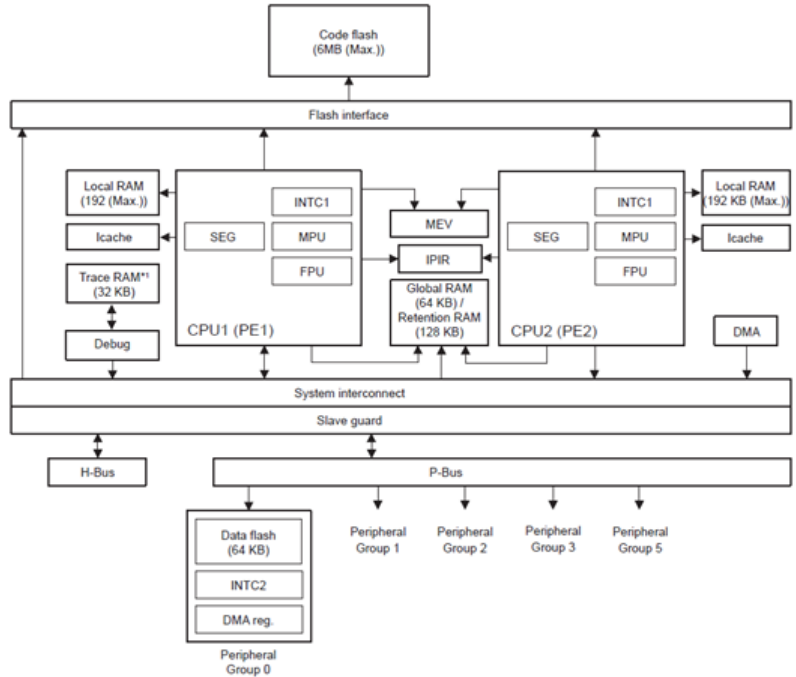 Code flash
(6MB (Max.))
Flash interface
Local RAM
(192 (Max.))
Icache
Trace RAM*1
(32 KB)
Debug
INTC1
SEG
MPU
FPU
CPU1 (PE1)
MEV
IPIR
Global RAM
(64 KB) /
Retention RAM
(128 KB)
INTC1
SEG
MPU
FPU
CPU2 (PE2)
Local RAM
(192 KB (Max.))
Icache
DMA
System interconnect
Slave guard
H-Bus
P-Bus
Data flash
(64 KB)
INTC2
DMA reg.
Peripheral
Group 0
Peripheral
Group 1
Peripheral
Group 2
Peripheral
Group 3
Peripheral
Group 5